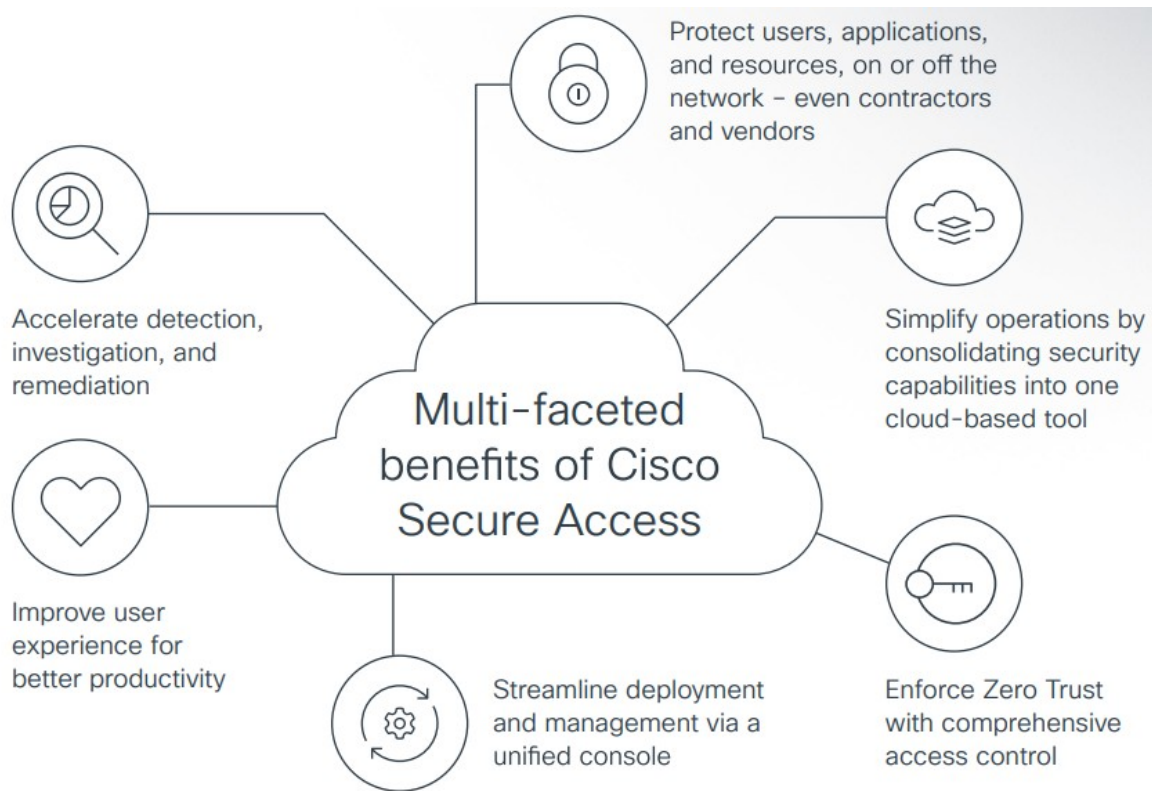 Protect users, applications,
and resources, on or off the
network – even contractors
and vendors
Accelerate detection,
investigation, and
remediation
Simplify operations by
consolidating security
capabilities into one
cloud-based tool
Multi-faceted
benefits of Cisco
Secure Access
Improve user
experience for
better productivity
Streamline deployment
and management via a
unified console
Enforce Zero Trust
with comprehensive
access control